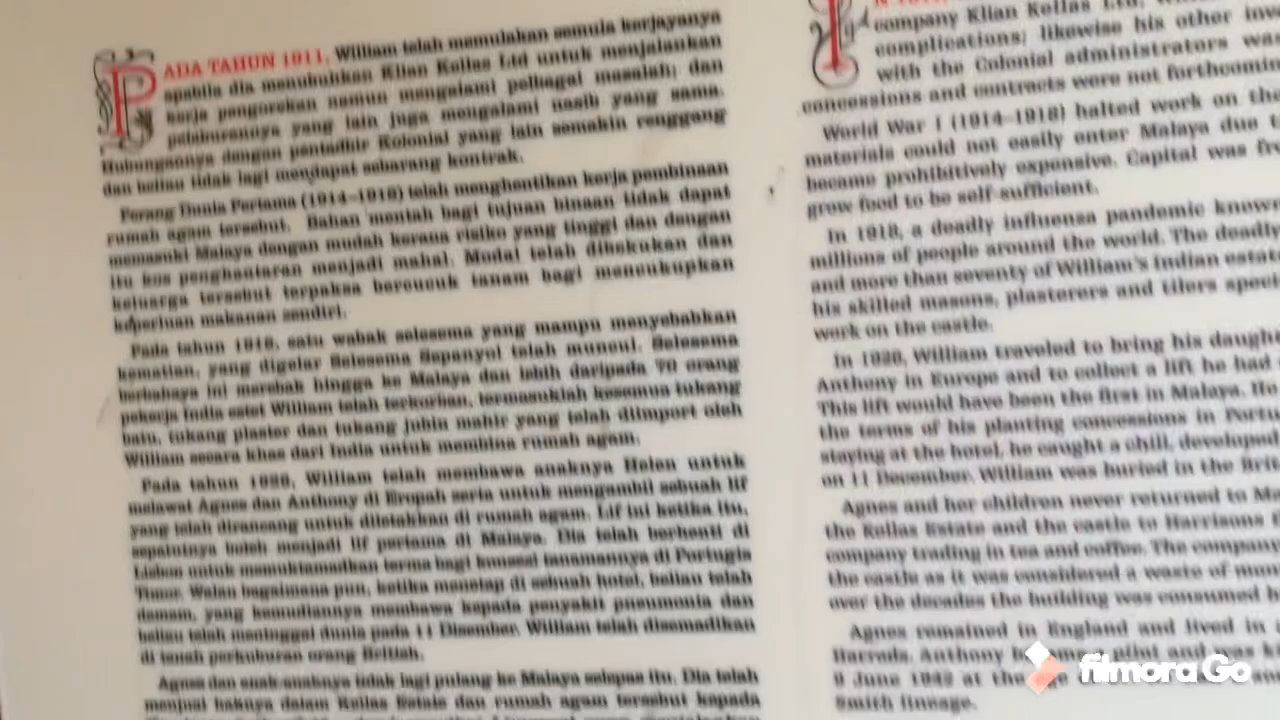 PADA TAHUN 1911, William telah memulakan semula kerjayanya
apabila dia menubuhkan Klian Kellas Ltd untuk menjalankan
kerja pengorekan namun mengalami pelbagai masalah; dan
pelaburannya yang lain juga mengalami nasib yang sama.
Hubungannya dengan pentadbir Kolonial yang lain semakin renggang
dan beliau tidak lagi mendapat sebarang kontrak.
Perang Dunia Pertama (1914–1918) telah menghentikan kerja pembinaan
rumah agam tersebut. Bahan mentah bagi tujuan binaan tidak dapat
memasuki Malaya dengan mudah kerana risiko yang tinggi dan dengan
itu kos penghantaran menjadi mahal. Modal telah dibekukan dan
keluarga tersebut terpaksa bercucuk tanam bagi mencukupkan
keperluan makanan sendiri.
Pada tahun 1918, satu wabak selesema yang mampu menyebabkan
kematian, yang digelar Selesema Sepanyol telah muncul. Selesema
berbahaya ini merebak hingga ke Malaya dan lebih daripada 70 orang
pekerja India estet William telah terkorban, termasuklah kesemua tukang
batu, tukang plaster dan tukang jubin mahir yang telah diimport oleh
William secara khas dari India untuk membina rumah agam.
Pada tahun 1926, William telah membawa anaknya Helen untuk
melawat Agnes dan Anthony di Eropah serta untuk mengambil sebuah lif
yang telah dirancang untuk diletakkan di rumah agam. Lif ini ketika itu,
sepatutnya boleh menjadi lif pertama di Malaya. Dia telah berhenti di
Lisbon untuk memuktamadkan terma bagi konsesi tanamannya di Portugis
Timur. Walau bagaimana pun, ketika menetap di sebuah hotel, beliau telah
demam, yang kemudiannya membawa kepada penyakit pneumonia dan
beliau telah meninggal dunia pada 11 Disember. William telah disemadikan
di tanah perkuburan orang British.
Agnes dan anak-anaknya tidak lagi pulang ke Malaya selepas itu. Dia telah
menjual haknya dalam Kellas Estate dan rumah agam tersebut kepada
company Klian Kellas Ltd,
complications; likewise his other
with the Colonial administrators
concessions and contracts were not forthcoming
World War I (1914–1918) halted work on the
materials could not easily enter Malaya due
became prohibitively expensive. Capital was
grow food to be self-sufficient.
In 1918, a deadly influenza pandemic known
millions of people around the world. The deadly
and more than seventy of William's Indian
his skilled masons, plasterers and tilers
work on the castle.
In 1926, William traveled to bring his
Anthony in Europe and to collect a lift he had
This lift would have been the first in Malaya. He
the terms of his planting concessions in
staying at the hotel, he caught a chill, developed
on 11 December. William was buried in the
Agnes and her children never returned to
the Kellas Estate and the castle to Harrisons
company trading in tea and coffee. The company
the castle as it was considered a waste of
over the decades the building was consumed
Agnes remained in England and lived in
Harrods. Anthony pilot and was
9 June at the
Smith lineage.
filmora Go